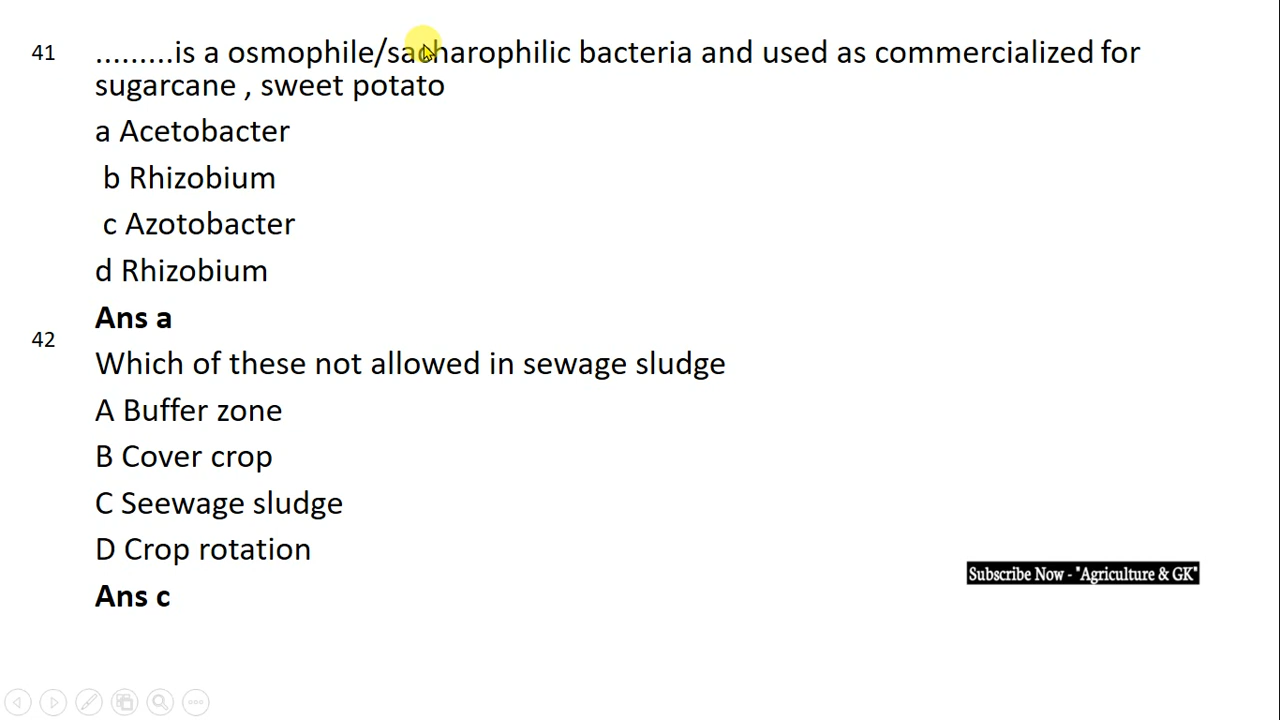 41 .........is a osmophile/sacharophilic bacteria and used as commercialized for
sugarcane , sweet potato
a Acetobacter
b Rhizobium
c Azotobacter
d Rhizobium
Ans a
42
Which of these not allowed in sewage sludge
A Buffer zone
B Cover crop
C Seewage sludge
D Crop rotation
Subscribe Now - "Agriculture & GK"
Ans c